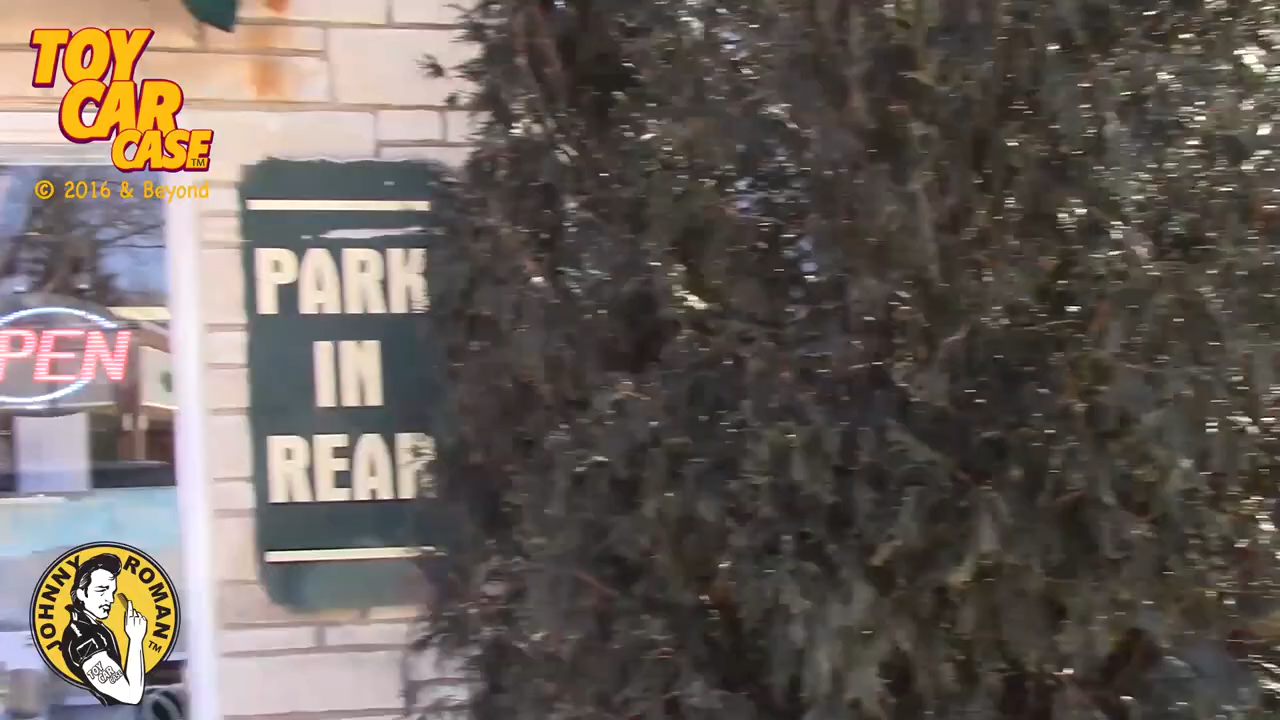 TOY
CAR
CASE TM
© 2016 & Beyond
PARK
IN
REAR
PEN
JOHNNY ROMAN TM
TOY
CAR
CASE